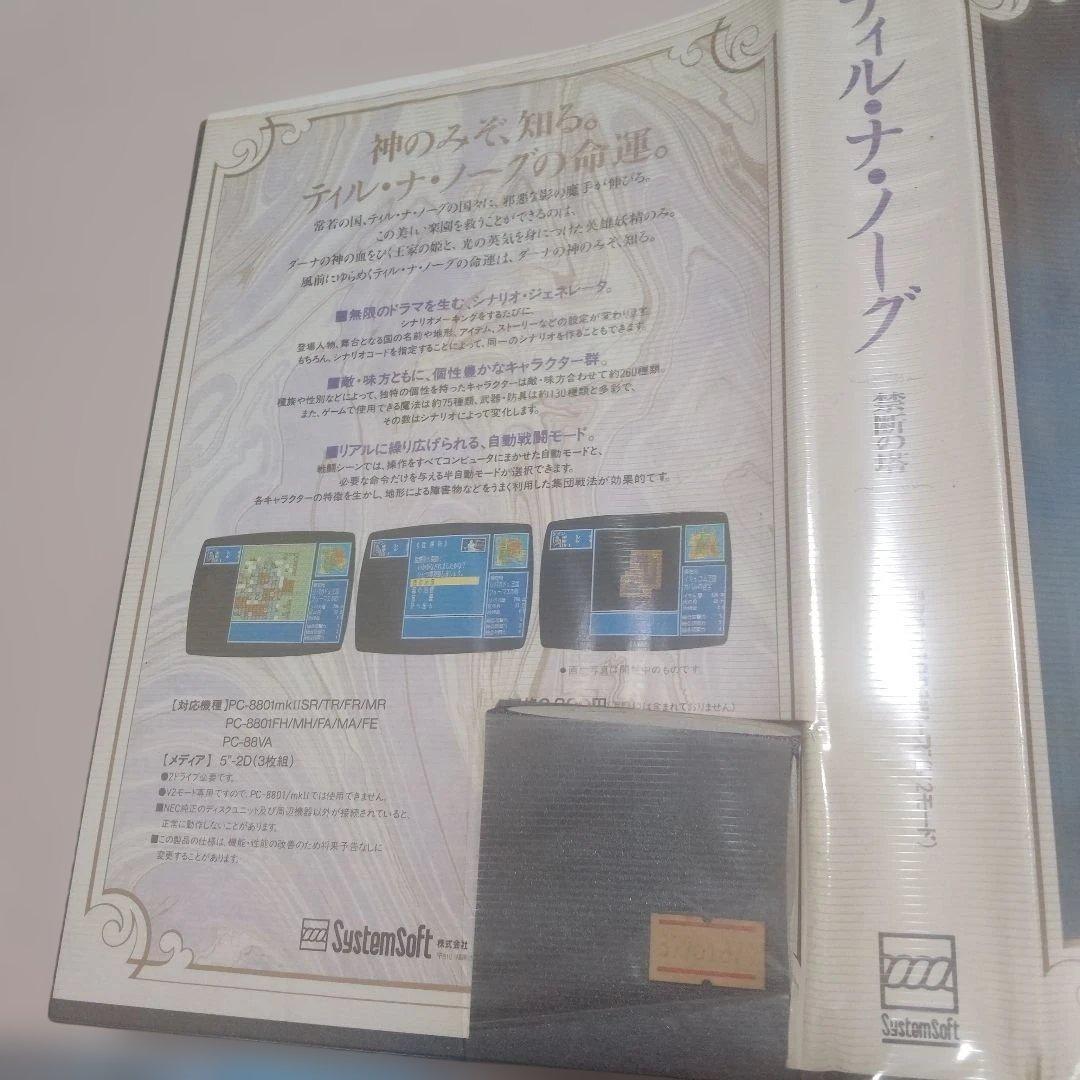 神のみぞ、知る。
ティル・ナ・ノーグの命運。
常若の国、ティル・ナ・ノーグの国々に、邪悪な影の魔手が伸びる。
この美しい楽園を救うことができるのは、
ダーナの神の血をひく王家の姫と、光の英気を身につけた英雄妖精のみ。
風前にゆらめくティル・ナ・ノーグの命運は、ダーナの神のみぞ、知る。
■無限のドラマを生む、シナリオ・ジェネレータ。
シナリオメーキングをするたびに、
登場人物、舞台となる国の名前や地形、アイテム、ストーリーなどの設定が変わります。
もちろん、シナリオコードを指定することによって、同一のシナリオを作ることもできます。
■敵・味方ともに、個性豊かなキャラクター群。
種族や性別などによって、独特の個性を持ったキャラクターは敵・味方合わせて約260種類。
また、ゲームで使用できる魔法は約75種類、武器・防具は約130種類と多彩で、
その数はシナリオによって変化します。
■リアルに繰り広げられる、自動戦闘モード。
戦闘シーンでは、操作をすべてコンピュータにまかせた自動モードと、
必要な命令だけを与える半自動モードが選択できます。
各キャラクターの特徴を生かし、地形による障害物などをうまく利用した集団戦法が効果的です。
●画面写真は開発中のものです。
【対応機種】PC-8801mkIISR/TR/FR/MR
PC-8801FH/MH/FA/MA/FE
PC-88VA
【メディア】5"-2D(3枚組)
●2ドライブ必要です。
●V2モード専用ですので、PC-8801/mkIIでは使用できません。
■NEC純正のディスクユニット及び周辺機器以外が接続されていると、
正常に動作しないことがあります。
■この製品の仕様は、機能・性能の改善のため将来予告なしに
変更することがあります。
SystemSoft 株式会社
ティル・ナ・ノーグ
禁断の塔
SystemSoft